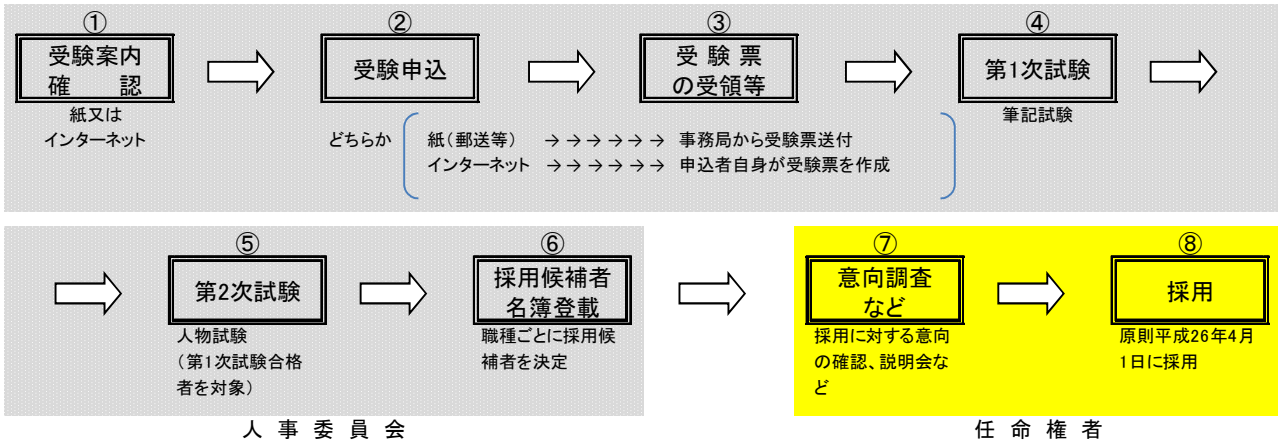 ① ② ③ ④
受験案内
確　　認
受験申込
受 験 票
の受領等
第1次試験
紙又は
インターネット
筆記試験
どちらか
紙（郵送等） →→→→→→ 事務局から受験票送付
インターネット →→→→→→ 申込者自身が受験票を作成
⑤ ⑥ ⑦ ⑧
第2次試験
採用候補者
名簿登載
意向調査
など
採用
人物試験
（第1次試験合格
者を対象）
職種ごとに採用候
補者を決定
採用に対する意向
の確認、説明会な
ど
原則平成26年4月
1日に採用
人 事 委 員 会
任 命 権 者